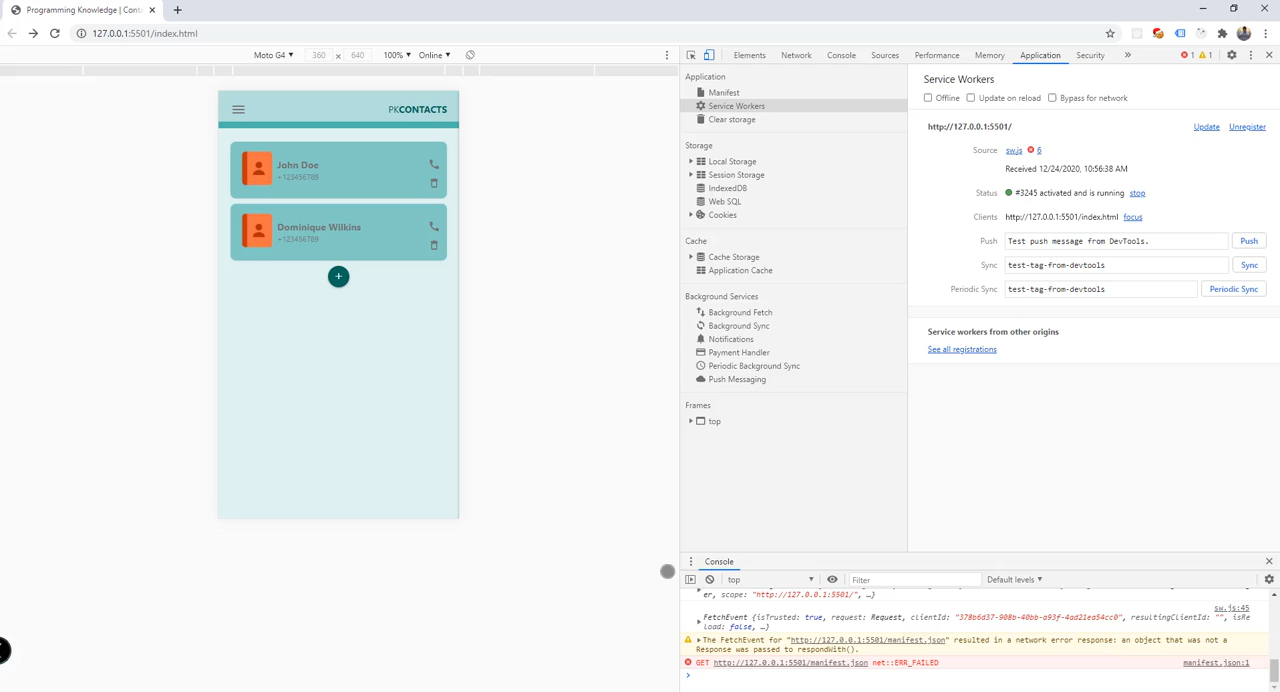 Programming Knowledge | Cont
127.0.0.1:5501/index.html
Moto G4 ▼ 360 x 640 100% ▼ Online ▼
Elements Network Console Sources Performance Memory Application Security » 1 1
PKCONTACTS
John Doe
+123456789
Dominique Wilkins
+123456789
+
Application
Manifest
Service Workers
Clear storage
Storage
Local Storage
Session Storage
IndexedDB
Web SQL
Cookies
Cache
Cache Storage
Application Cache
Background Services
Background Fetch
Background Sync
Notifications
Payment Handler
Periodic Background Sync
Push Messaging
Frames
top
Service Workers
Offline Update on reload Bypass for network
http://127.0.0.1:5501/ Update Unregister
Source sw.js 6
Received 12/24/2020, 10:56:38 AM
Status #3245 activated and is running stop
Clients http://127.0.0.1:5501/index.html focus
Push Test push message from DevTools. Push
Sync test-tag-from-devtools Sync
Periodic Sync test-tag-from-devtools Periodic Sync
Service workers from other origins
See all registrations
Console
top ▼ Filter Default levels ▼
er, scope: "http://127.0.0.1:5501/", …}
sw.js:45
FetchEvent {isTrusted: true, request: Request, clientId: "378b6d37-908b-40bb-a93f-4ad21ea54cc0", resultingClientId: "", isRe
load: false, …}
The FetchEvent for "http://127.0.0.1:5501/manifest.json" resulted in a network error response: an object that was not a
Response was passed to respondWith().
GET http://127.0.0.1:5501/manifest.json net::ERR_FAILED manifest.json:1